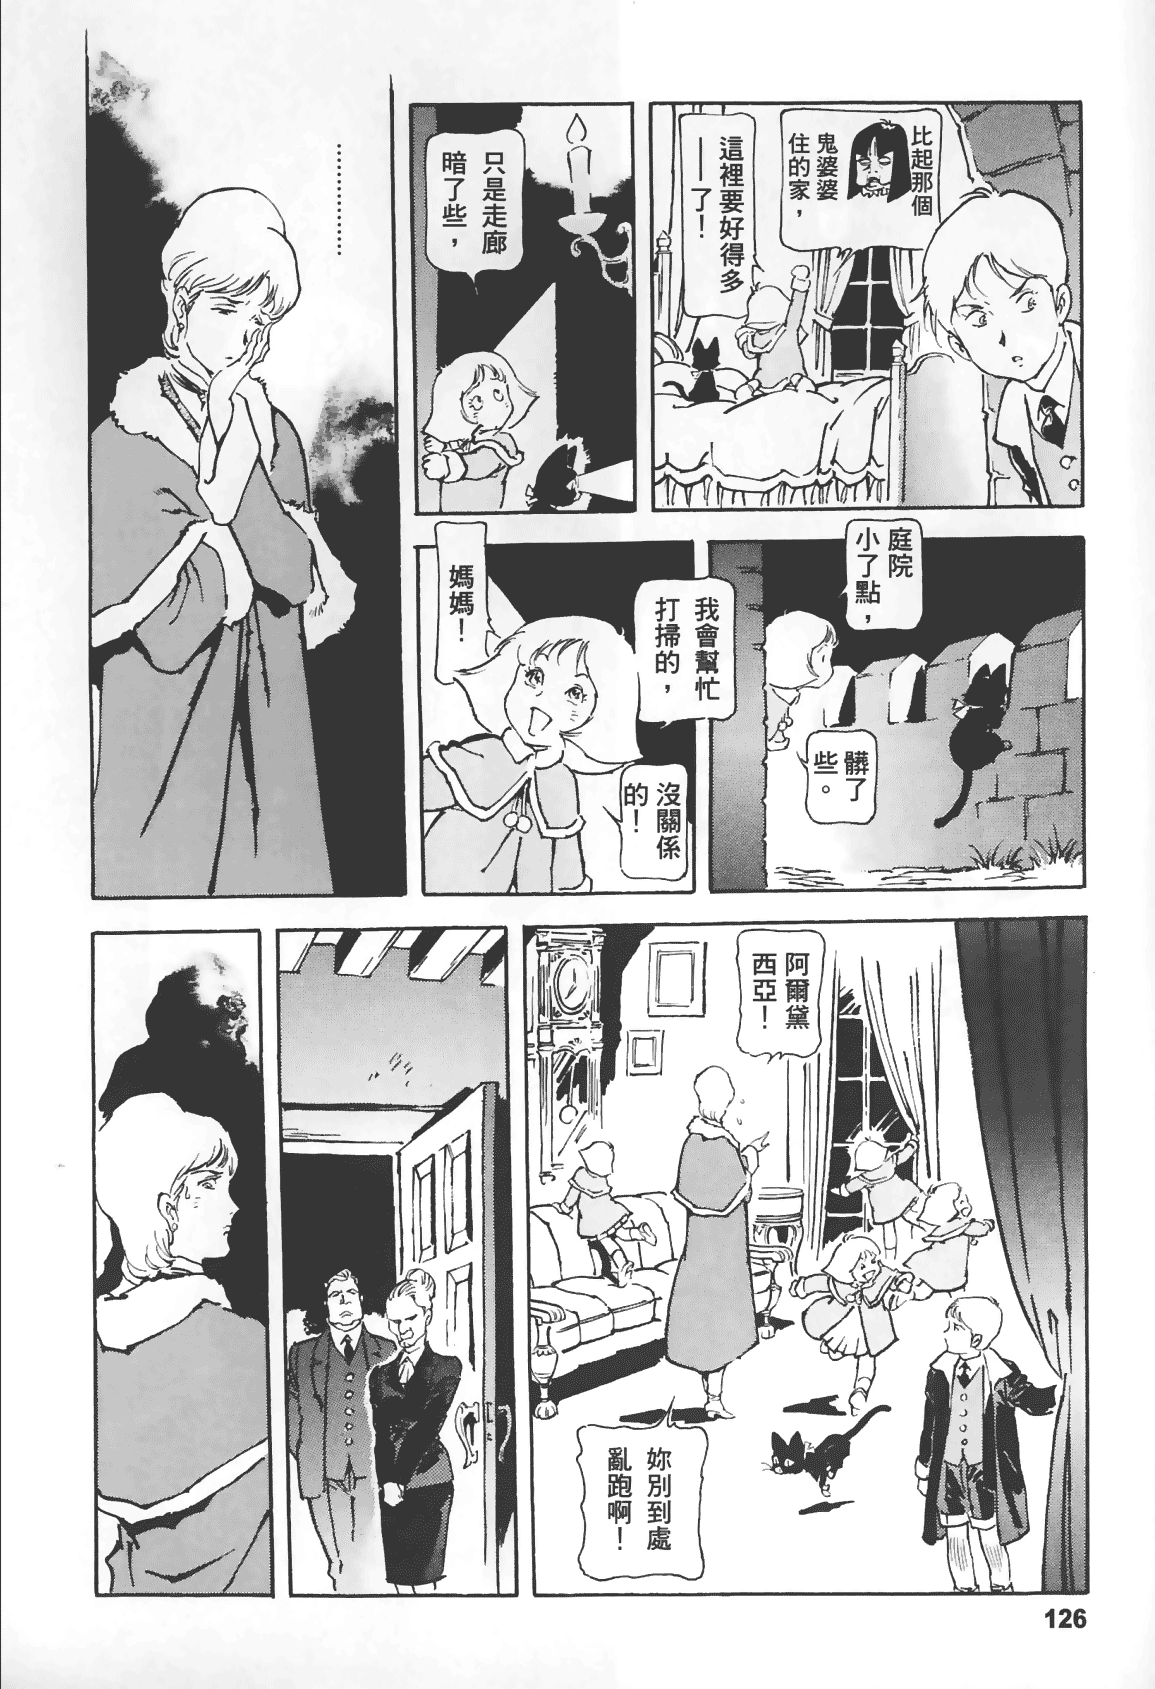 比起那個
鬼婆婆
住的家，
這裡要好得多
——了！
只是走廊
暗了些，
庭院
小了點，
髒了
些。
我會幫忙
打掃的，
沒關係
的！
媽媽！
…………
阿爾黛
西亞！
妳別到處
亂跑啊！
126